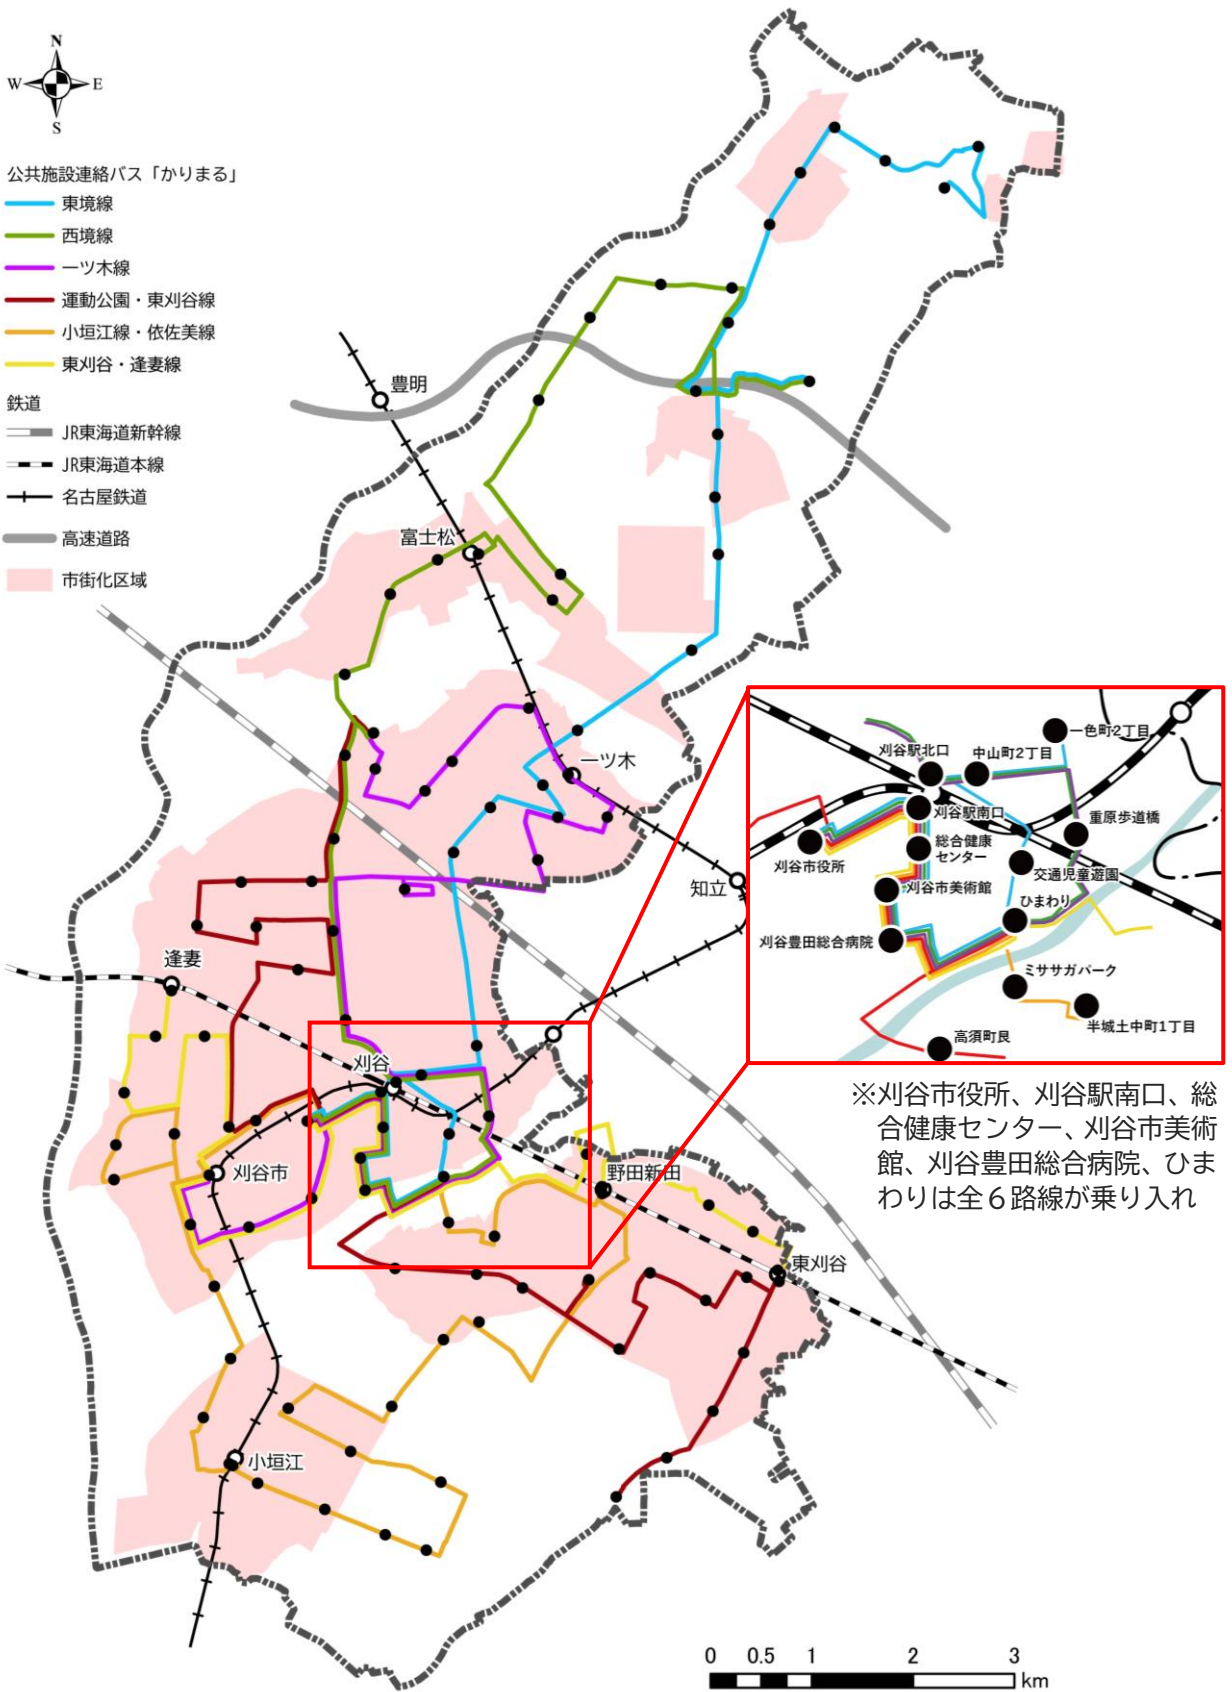 N
W
E
S
公共施設連絡バス「かりまる」
東境線
西境線
一ツ木線
運動公園・東刈谷線
小垣江線・依佐美線
東刈谷・逢妻線
鉄道
JR東海道新幹線
JR東海道本線
名古屋鉄道
高速道路
市街化区域
豊明
富士松
一ツ木
知立
逢妻
刈谷
刈谷市
野田新田
東刈谷
小垣江
一色町2丁目
刈谷駅北口
中山町2丁目
刈谷駅南口
重原歩道橋
総合健康
センター
刈谷市役所
交通児童遊園
刈谷市美術館
ひまわり
刈谷豊田総合病院
ミササガパーク
半城土中町1丁目
高須町艮
※刈谷市役所、刈谷駅南口、総
合健康センター、刈谷市美術
館、刈谷豊田総合病院、ひま
わりは全６路線が乗り入れ
0 0.5 1 2 3
km